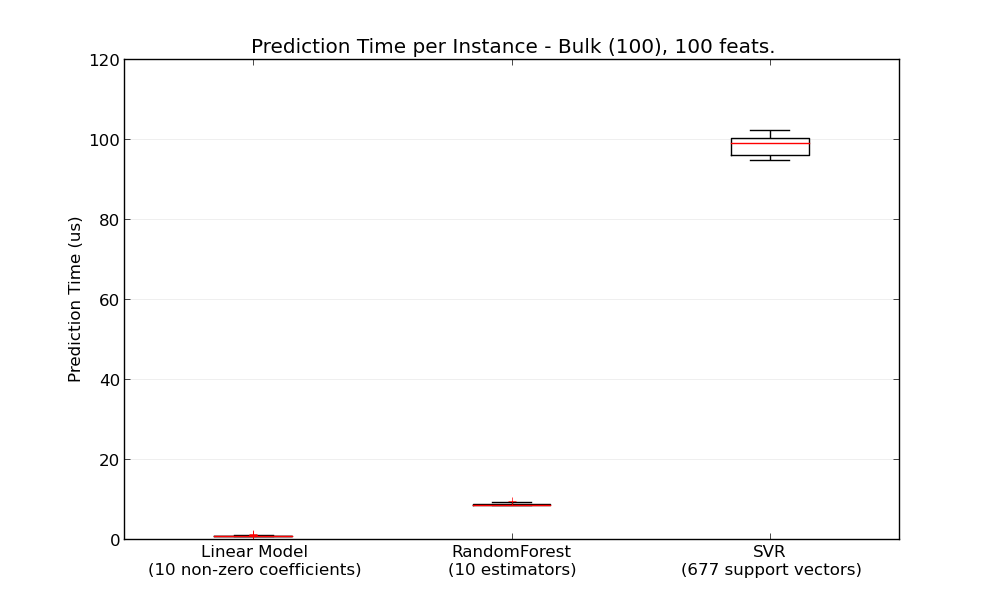 Prediction Time per Instance - Bulk (100), 100 feats.
120
100
80
60
40
20
0
Prediction Time (us)
Linear Model
(10 non-zero coefficients)
RandomForest
(10 estimators)
SVR
(677 support vectors)